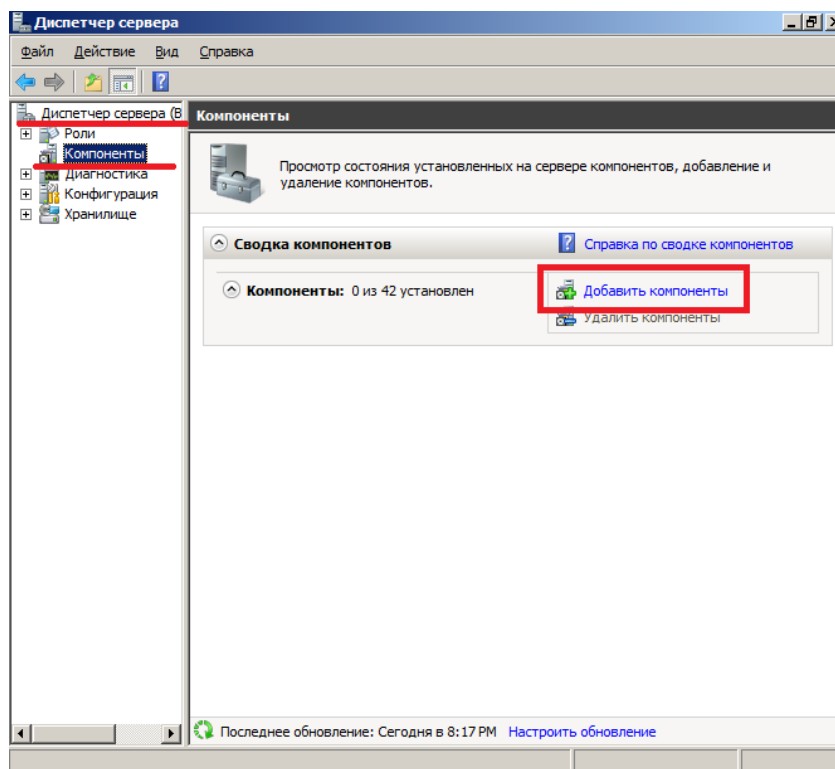 Диспетчер сервера
Файл Действие Вид Справка
Диспетчер сервера (В
Роли
Компоненты
Диагностика
Конфигурация
Хранилище
Компоненты
Просмотр состояния установленных на сервере компонентов, добавление и
удаление компонентов.
Сводка компонентов
Справка по сводке компонентов
Компоненты: 0 из 42 установлен
Добавить компоненты
Удалить компоненты
Последнее обновление: Сегодня в 8:17 PM Настроить обновление